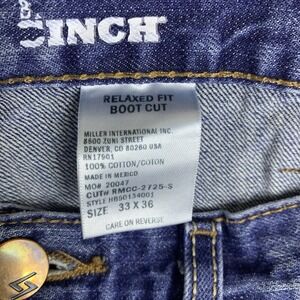 &
CINCH
RELAXED FIT
BOOT CUT
MILLER INTERNATIONAL INC.
8500 ZUNI STREET
DENVER, CO 80260 USA
RN17901
100% COTTON/COTON
MADE IN MEXICO
MO# 20047
CUT# RMCC-2725-S
STYLE MB50134001
SIZE 33 X 36
CARE ON REVERSE